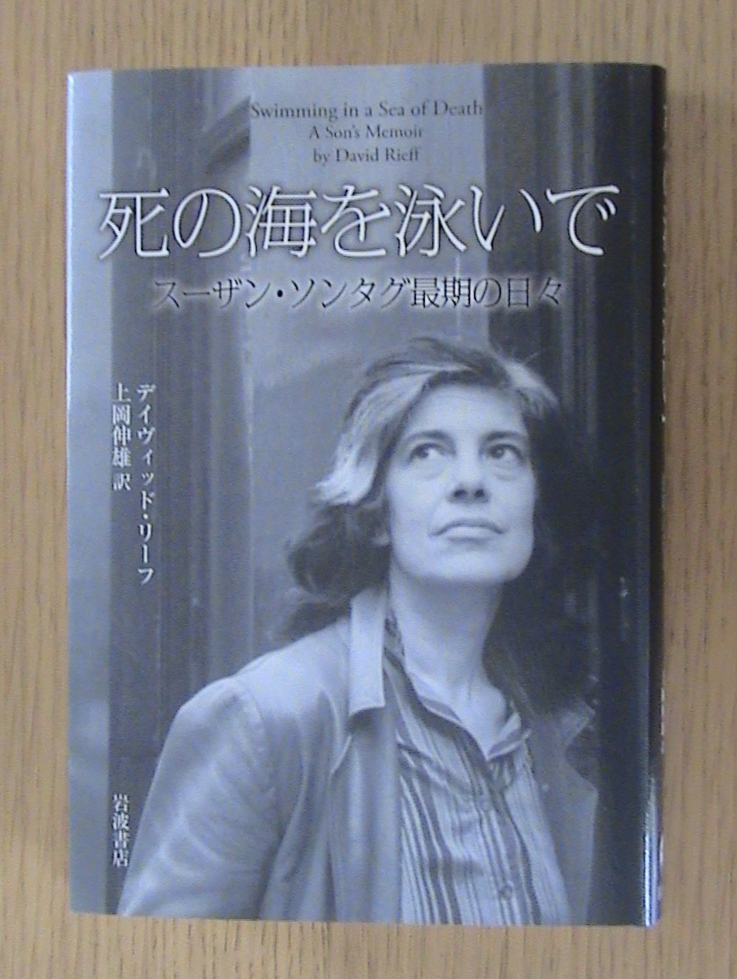 Swimming in a Sea of Death
A Son's Memoir
by David Rieff
死の海を泳いで
スーザン・ソンタグ最期の日々
デイヴィッド・リーフ
上岡伸雄 訳
岩波書店